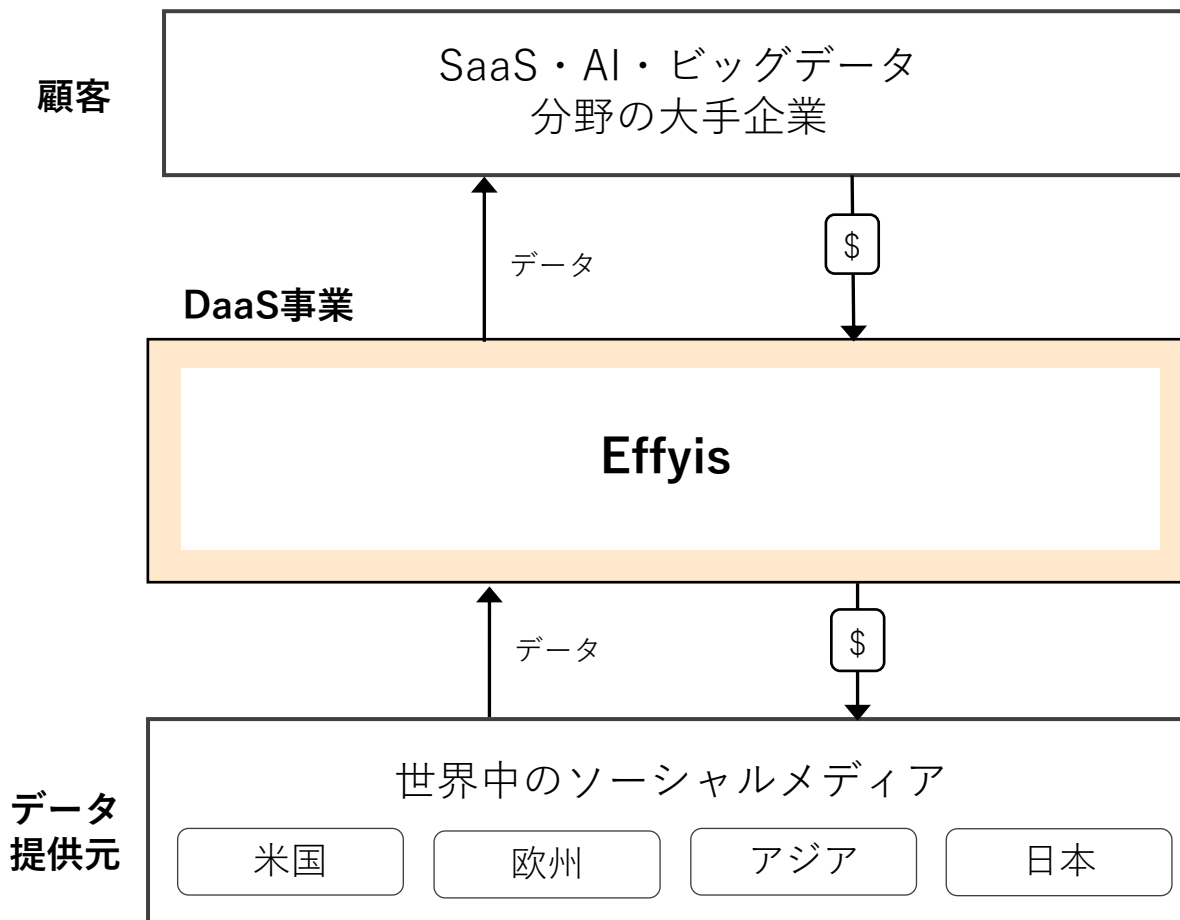 SaaS・AI・ビッグデータ
分野の大手企業
顧客
$
データ
DaaS事業
Effyis
$
データ
世界中のソーシャルメディア
データ
提供元
米国
欧州
アジア
日本